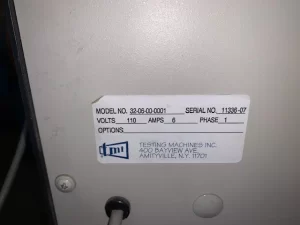 MODEL NO. 32-06-00-0001 SERIAL NO. 11336-07
VOLTS 110 AMPS 6 PHASE 1
OPTIONS
TESTING MACHINES INC.
400 BAYVIEW AVE.
AMITYVILLE, N.Y. 11701